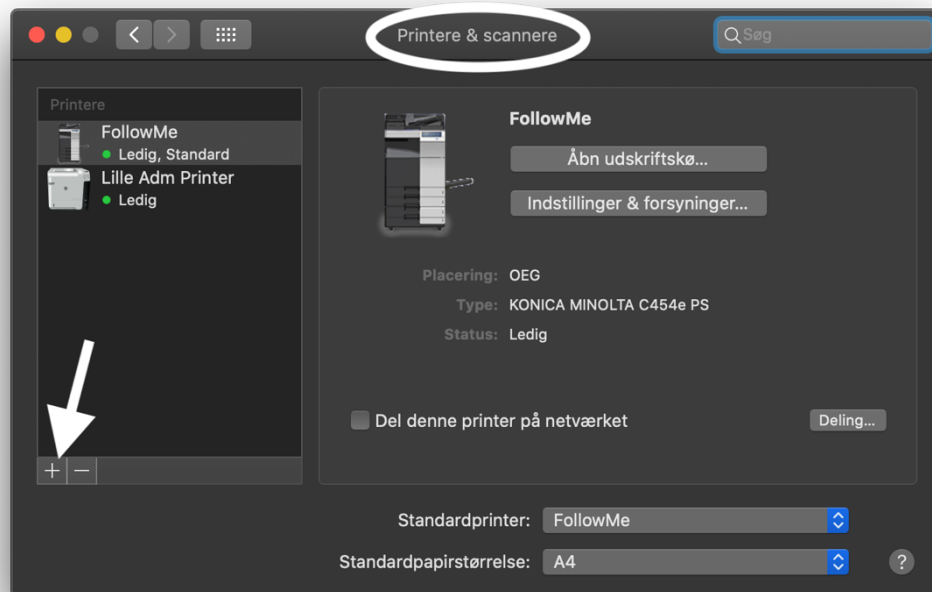 Printere & scannere
Søg
Printere
FollowMe
Ledig, Standard
Lille Adm Printer
Ledig
FollowMe
Åbn udskriftskø...
Indstillinger & forsyninger...
Placering: OEG
Type: KONICA MINOLTA C454e PS
Status: Ledig
Del denne printer på netværket
Deling...
Standardprinter: FollowMe
Standardpapirstørrelse: A4
?